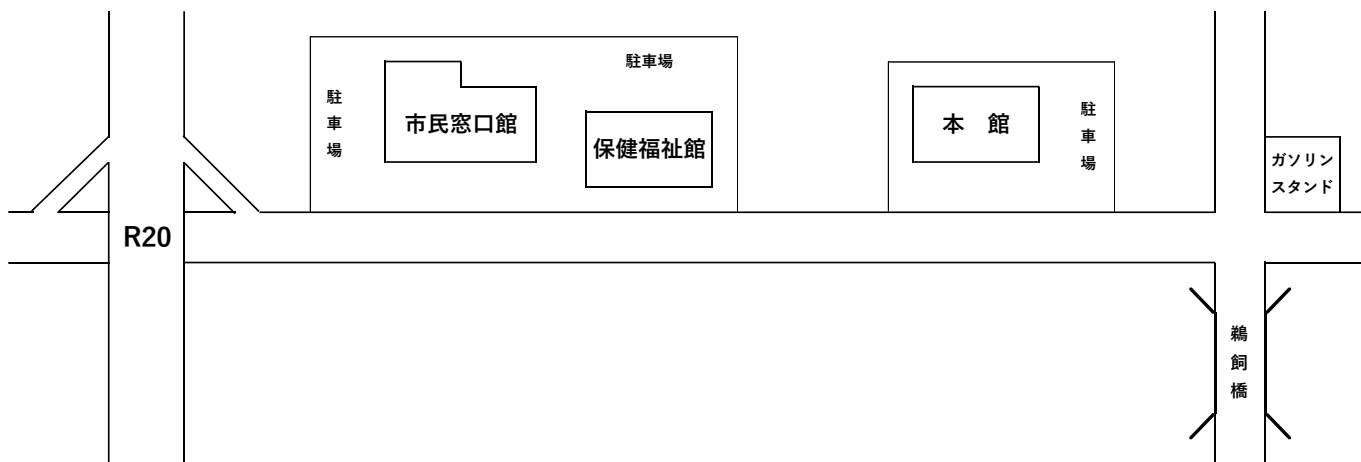 駐車場
駐車場
市民窓口館
保健福祉館
本　館
駐車場
ガソリン
スタンド
R20
鵜飼橋